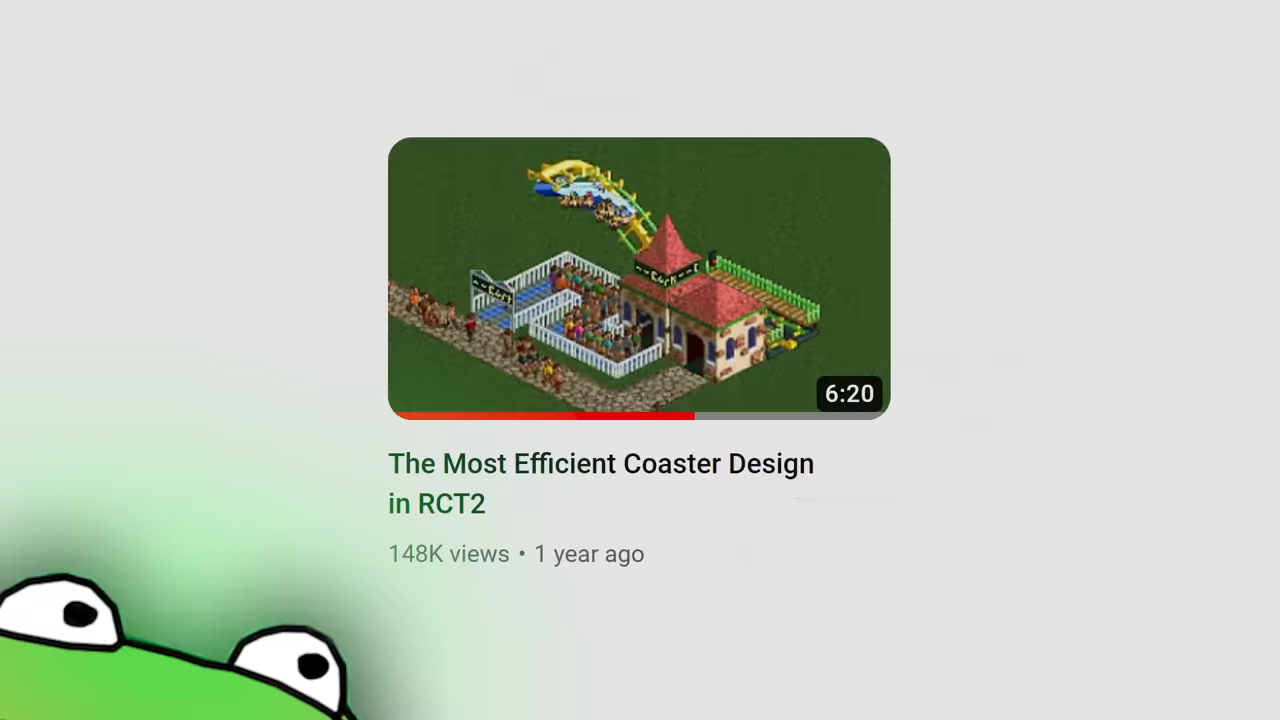 6:20
The Most Efficient Coaster Design
in RCT2
148K views • 1 year ago